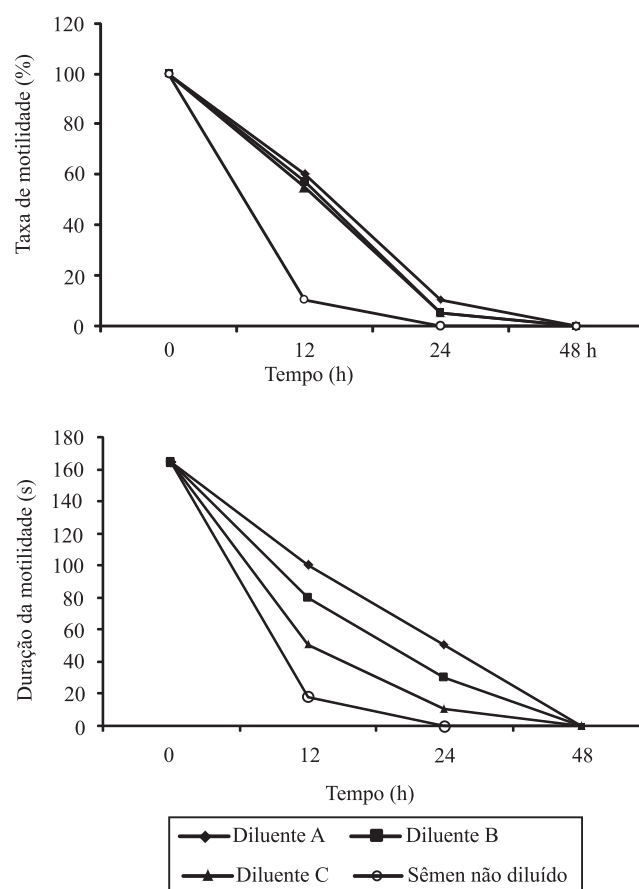 120
100
80
60
40
20
0
Taxa de motilidade (%)
0 12 24 48 h
Tempo (h)
180
160
140
120
100
80
60
40
20
0
Duração da motilidade (s)
0 12 24 48
Tempo (h)
Diluente A Diluente B
Diluente C Sêmen não diluído